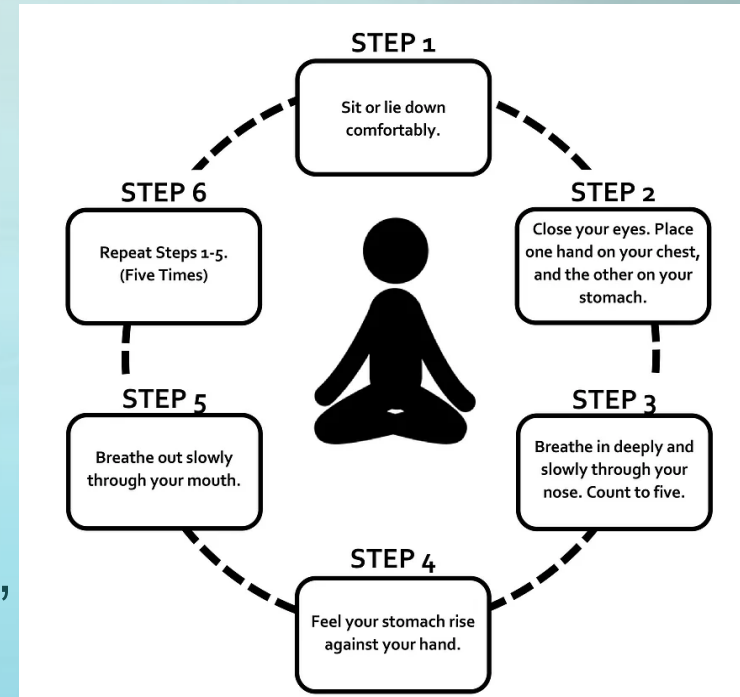 STEP 1
Sit or lie down
comfortably.
STEP 2
Close your eyes. Place
one hand on your chest,
and the other on your
stomach.
STEP 3
Breathe in deeply and
slowly through your
nose. Count to five.
STEP 4
Feel your stomach rise
against your hand.
STEP 5
Breathe out slowly
through your mouth.
STEP 6
Repeat Steps 1-5.
(Five Times)
,